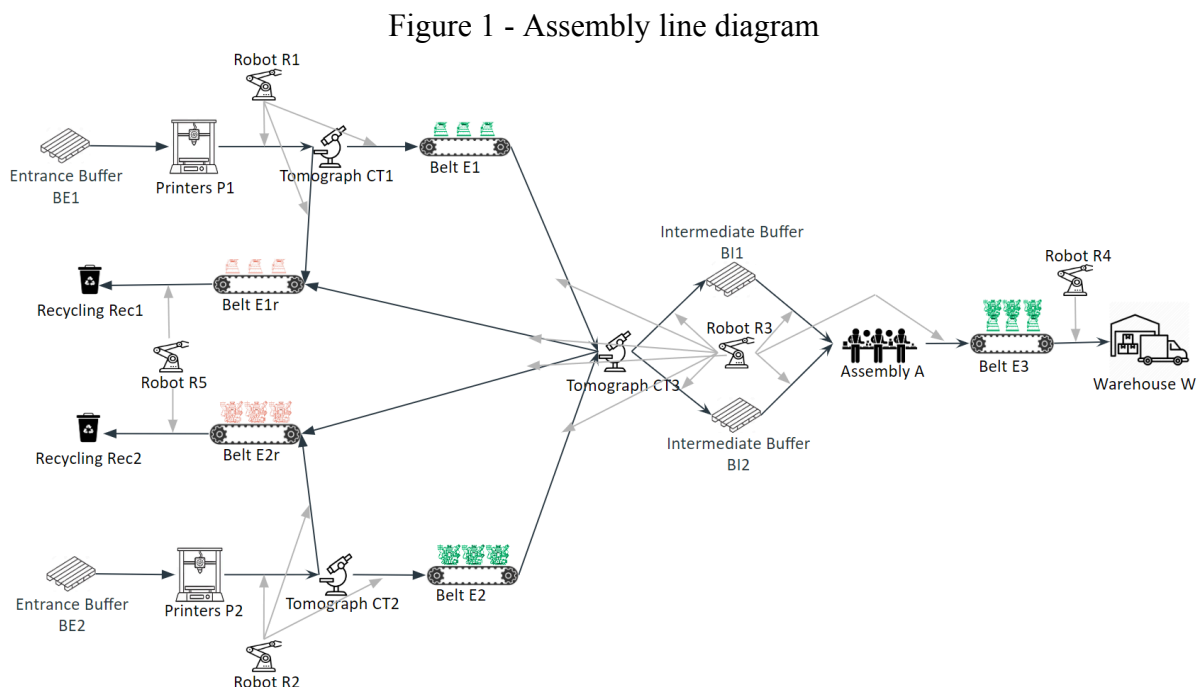 Figure 1 - Assembly line diagram
Robot R1
Entrance Buffer
BE1
Printers P1
Tomograph CT1
Belt E1
Intermediate Buffer
BI1
Robot R4
Recycling Rec1
Belt E1r
Robot R3
Robot R5
Tomograph CT3
Assembly A
Belt E3
Warehouse W
Recycling Rec2
Belt E2r
Intermediate Buffer
BI2
Entrance Buffer
BE2
Printers P2
Tomograph CT2
Belt E2
Robot R2